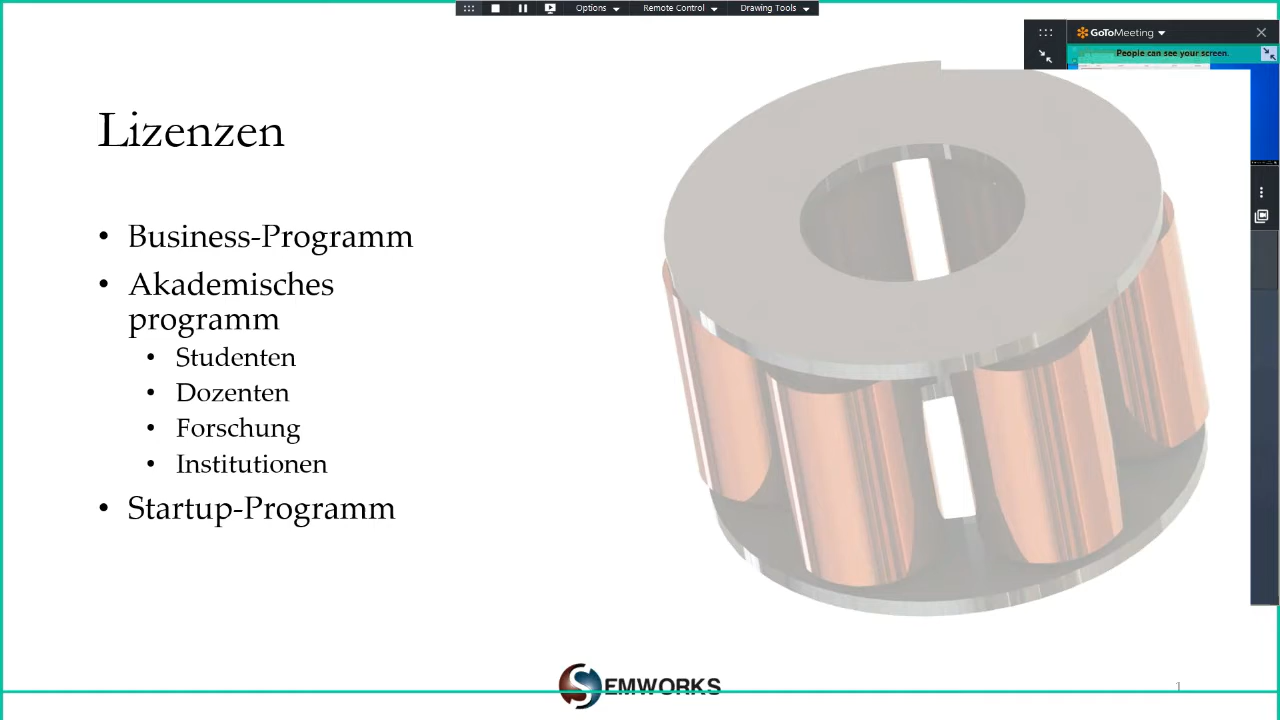 Options
Remote Control
Drawing Tools
GoToMeeting
People can see your screen.
Lizenzen
• Business-Programm
• Akademisches
programm
• Studenten
• Dozenten
• Forschung
• Institutionen
• Startup-Programm
EMWORKS
1